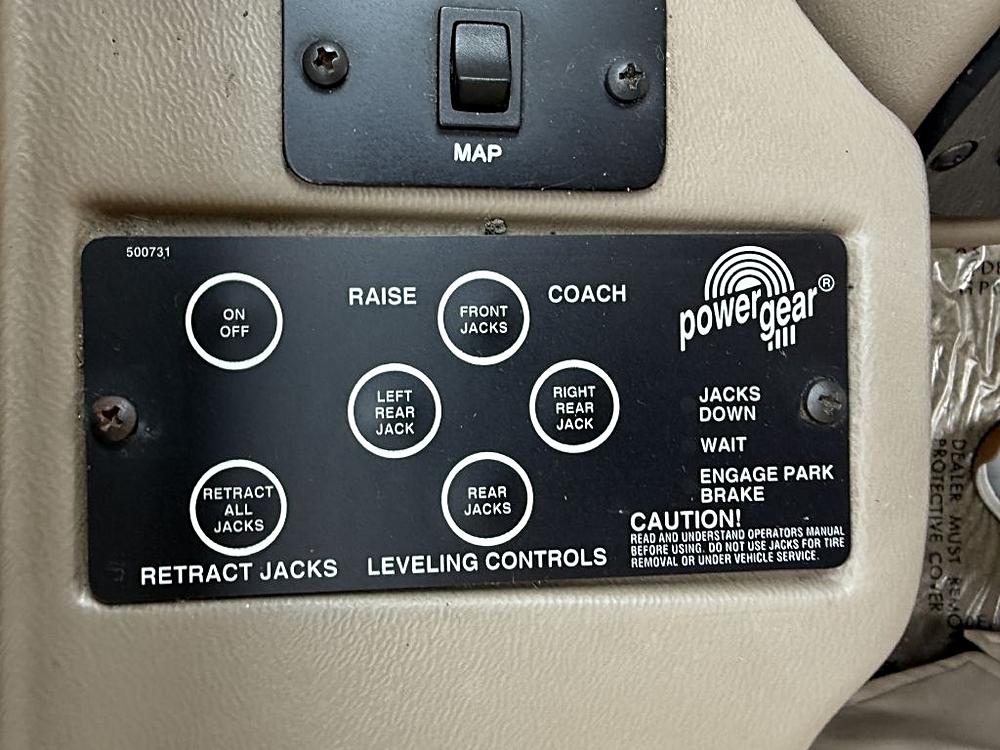 MAP
500731
ON
OFF
RAISE
FRONT
JACKS
COACH
powergear®
LEFT
REAR
JACK
RIGHT
REAR
JACK
JACKS
DOWN
WAIT
ENGAGE PARK
BRAKE
RETRACT
ALL
JACKS
REAR
JACKS
RETRACT JACKS
LEVELING CONTROLS
CAUTION!
READ AND UNDERSTAND OPERATORS MANUAL
BEFORE USING. DO NOT USE JACKS FOR TIRE
REMOVAL OR UNDER VEHICLE SERVICE.
DEALER MUST
PROTECTIVE COVER